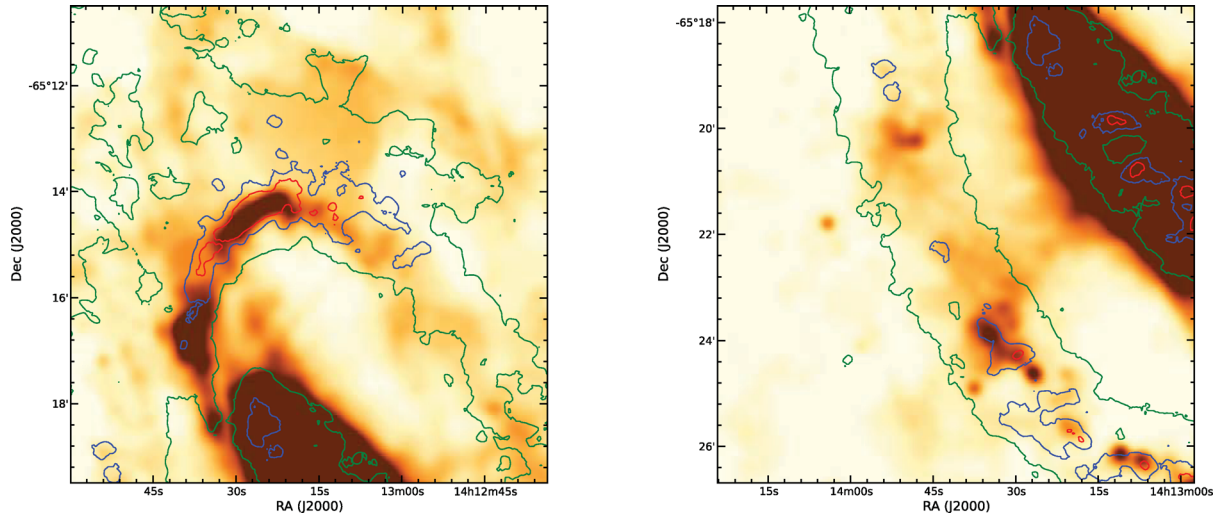 Dec (J2000)
-65°12'
14'
16'
18'
45s
30s
15s
13m00s
14h12m45s
RA (J2000)
Dec (J2000)
-65°18'
20'
22'
24'
26'
15s
14m00s
45s
30s
15s
14h13m00s
RA (J2000)